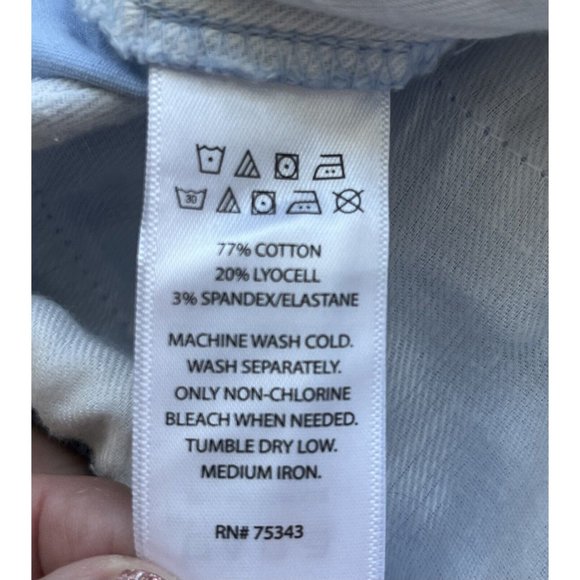 30
77% COTTON
20% LYOCELL
3% SPANDEX/ELASTANE
MACHINE WASH COLD.
WASH SEPARATELY.
ONLY NON-CHLORINE
BLEACH WHEN NEEDED.
TUMBLE DRY LOW.
MEDIUM IRON.
RN# 75343